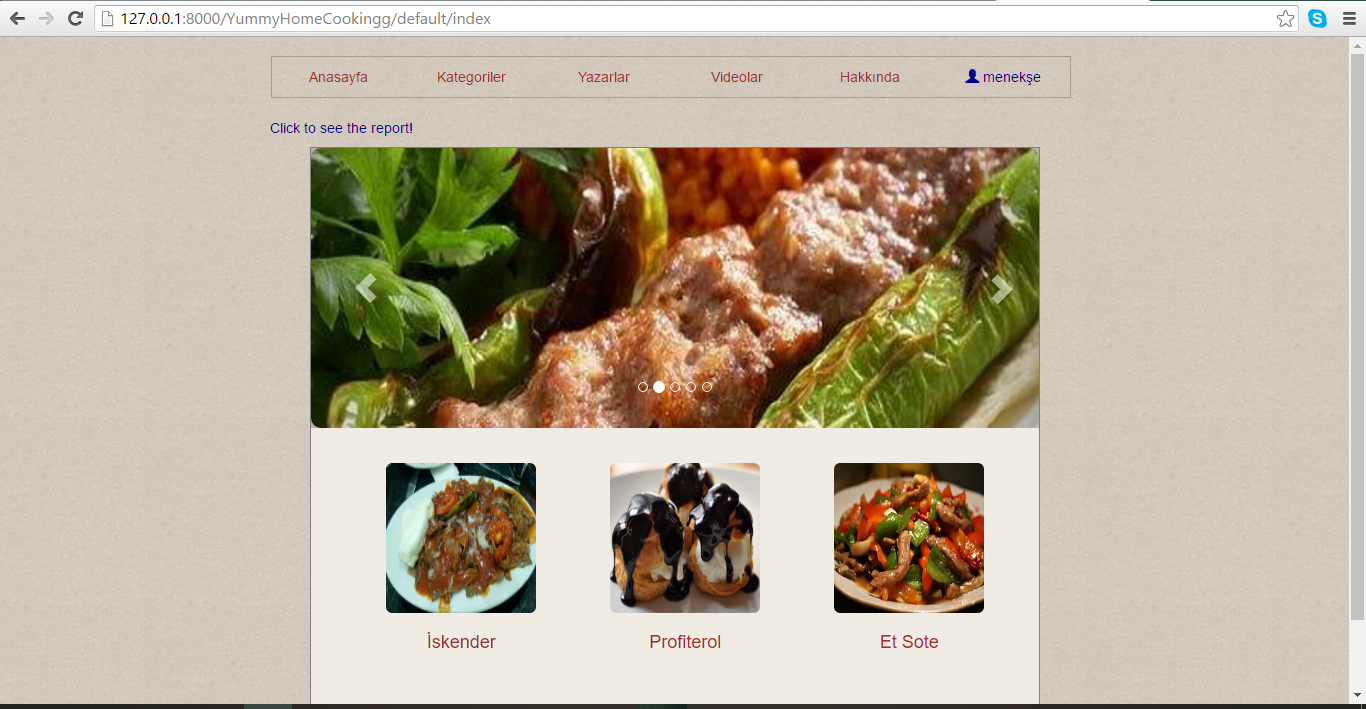 127.0.0.1:8000/YummyHomeCookingg/default/index
Anasayfa Kategoriler Yazarlar Videolar Hakkında menekşe
Click to see the report!
İskender Profiterol Et Sote